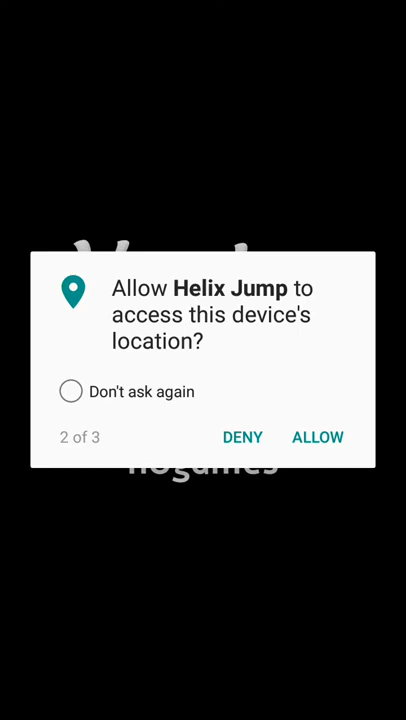 Allow Helix Jump to
access this device's
location?
Don't ask again
2 of 3
DENY
ALLOW